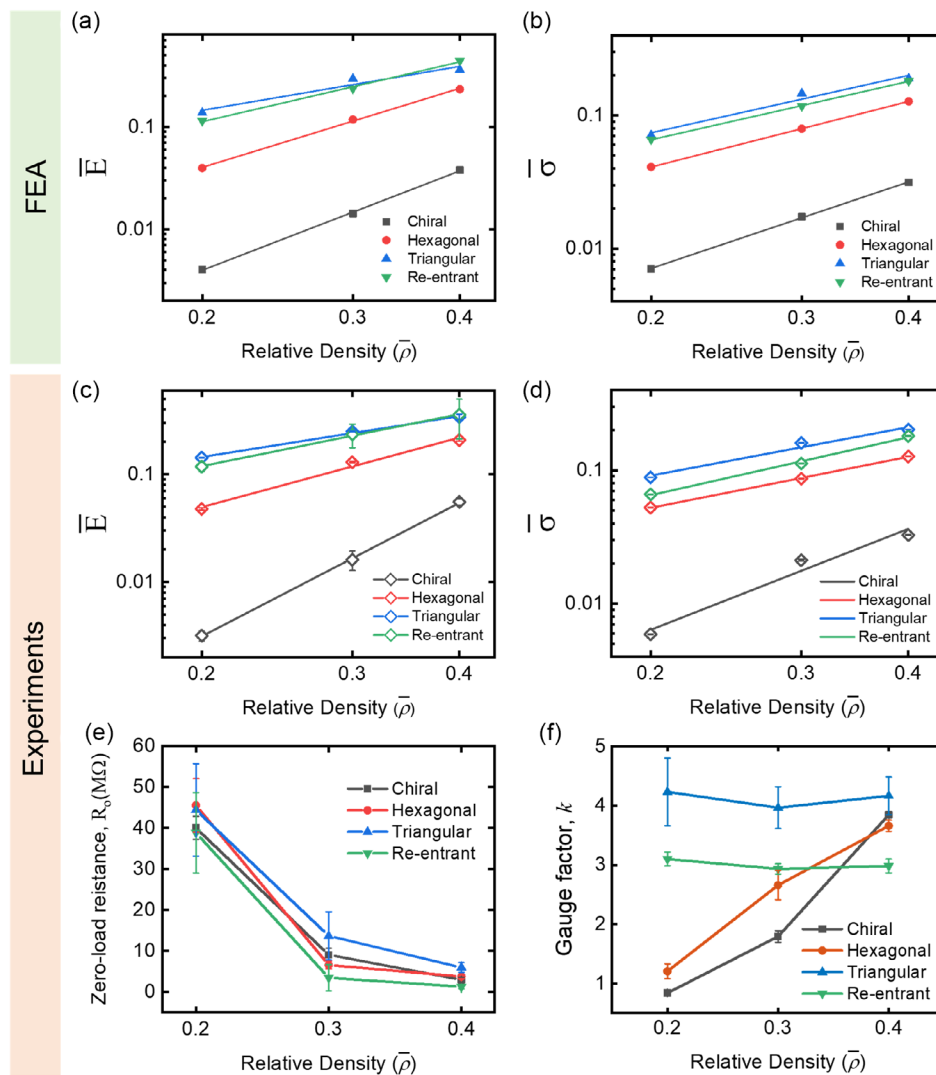 FEA
(a)
0.1
0.01
E
0.2
0.3
0.4
Relative Density (ρ̅)
Chiral
Hexagonal
Triangular
Re-entrant
(b)
0.1
0.01
σ
0.2
0.3
0.4
Relative Density (ρ̅)
Chiral
Hexagonal
Triangular
Re-entrant
Experiments
(c)
0.1
0.01
E
0.2
0.3
0.4
Relative Density (ρ̅)
Chiral
Hexagonal
Triangular
Re-entrant
(d)
0.1
0.01
σ
0.2
0.3
0.4
Relative Density (ρ̅)
Chiral
Hexagonal
Triangular
Re-entrant
(e)
60
50
40
30
20
10
0
Zero-load resistance, R₀(MΩ)
0.2
0.3
0.4
Relative Density (ρ̅)
Chiral
Hexagonal
Triangular
Re-entrant
(f)
5
4
3
2
1
Gauge factor, k
0.2
0.3
0.4
Relative Density (ρ̅)
Chiral
Hexagonal
Triangular
Re-entrant